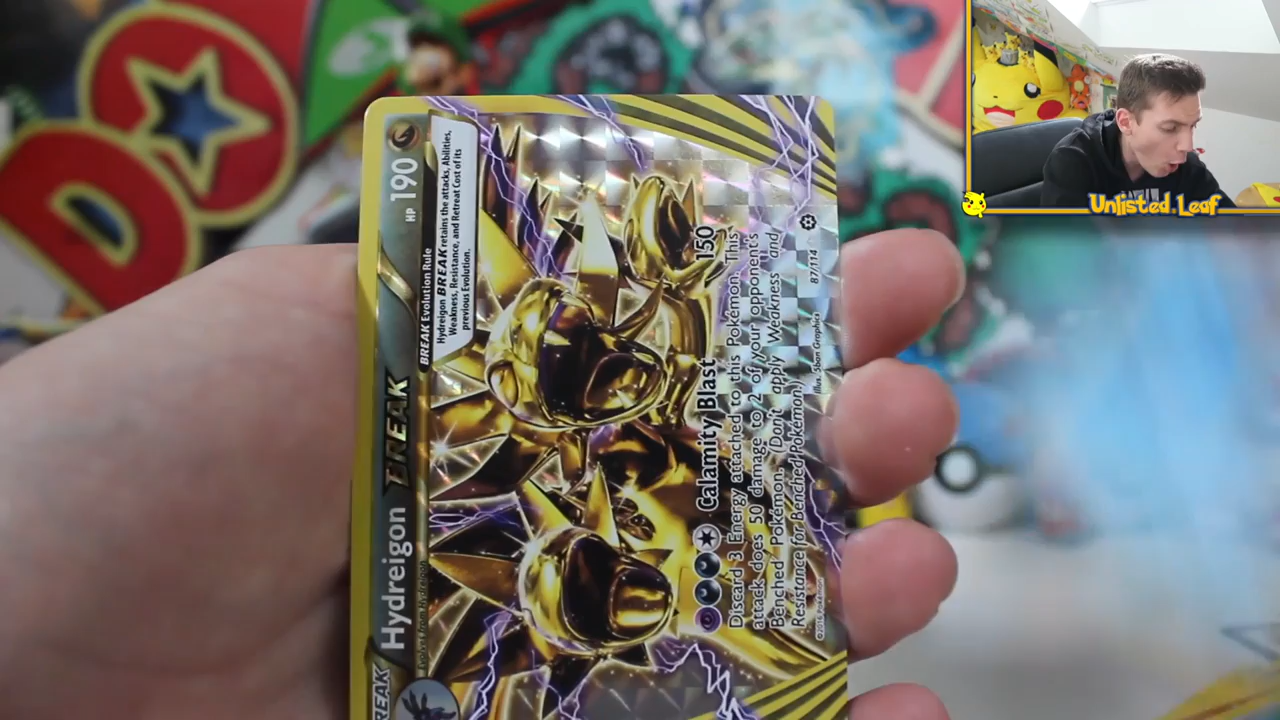 BREAK
Hydreigon BREAK HP 190
BREAK Evolution Rule
Hydreigon BREAK retains the attacks, Abilities,
Weakness, Resistance, and Retreat Cost of its
previous Evolution.
Calamity Blast 150
Discard 3 Energy attached to this Pokémon. This
attack does 50 damage to 2 of your opponent's
Benched Pokémon. (Don't apply Weakness and
Resistance for Benched Pokémon.)
Illus. 5ban Graphics 87/114
©2016 Pokémon
Unlisted Leaf
D